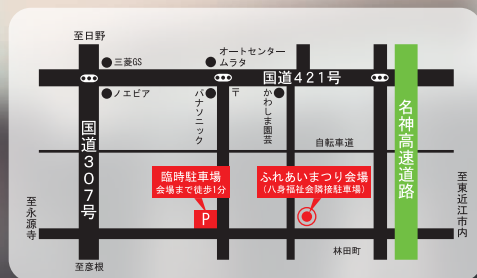 至日野
三菱GS
オートセンター
ムラタ
国道421号
ノエビア
パナソニック
〒
かわしま園芸
国道307号
名神高速道路
自転車道
臨時駐車場
会場まで徒歩1分
P
ふれあいまつり会場
(八身福祉会隣接駐車場)
至永源寺
至東近江市内
林田町
至彦根